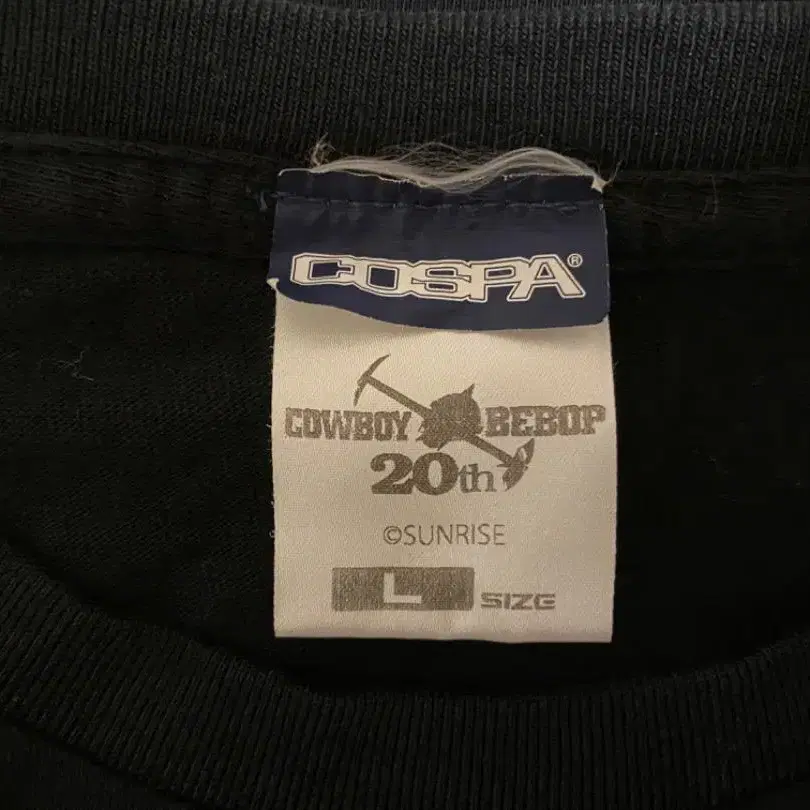 COSPA®
COWBOY BEBOP
20th
©SUNRISE
L SIZE